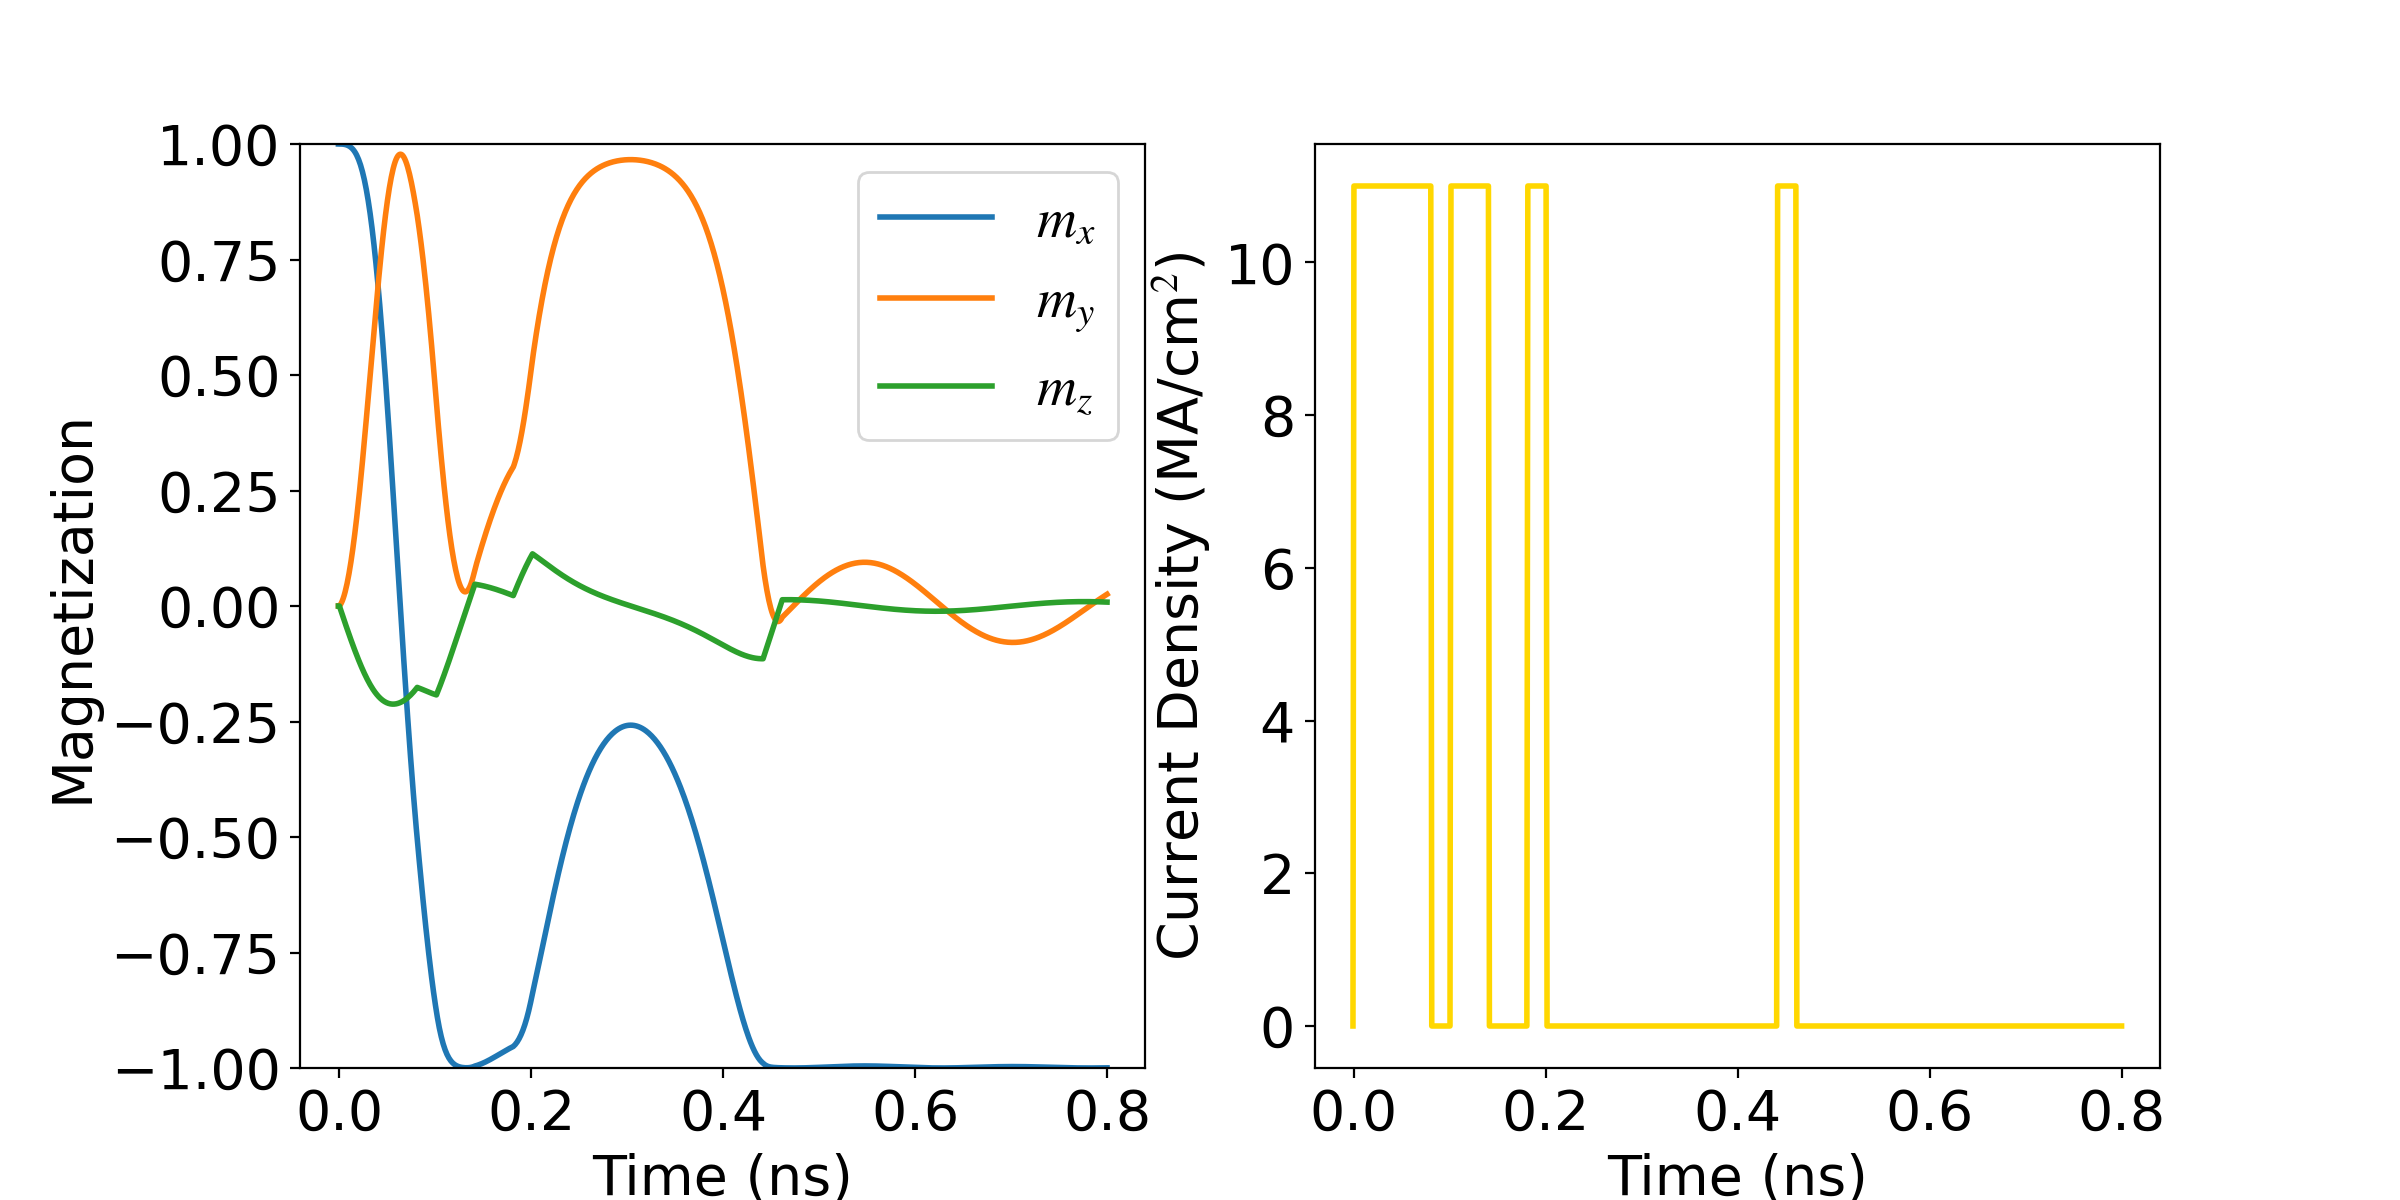 Magnetization
1.00
0.75
0.50
0.25
0.00
−0.25
−0.50
−0.75
−1.00
0.0 0.2 0.4 0.6 0.8
Time (ns)
m_x
m_y
m_z
Current Density (MA/cm²)
10
8
6
4
2
0
0.0 0.2 0.4 0.6 0.8
Time (ns)